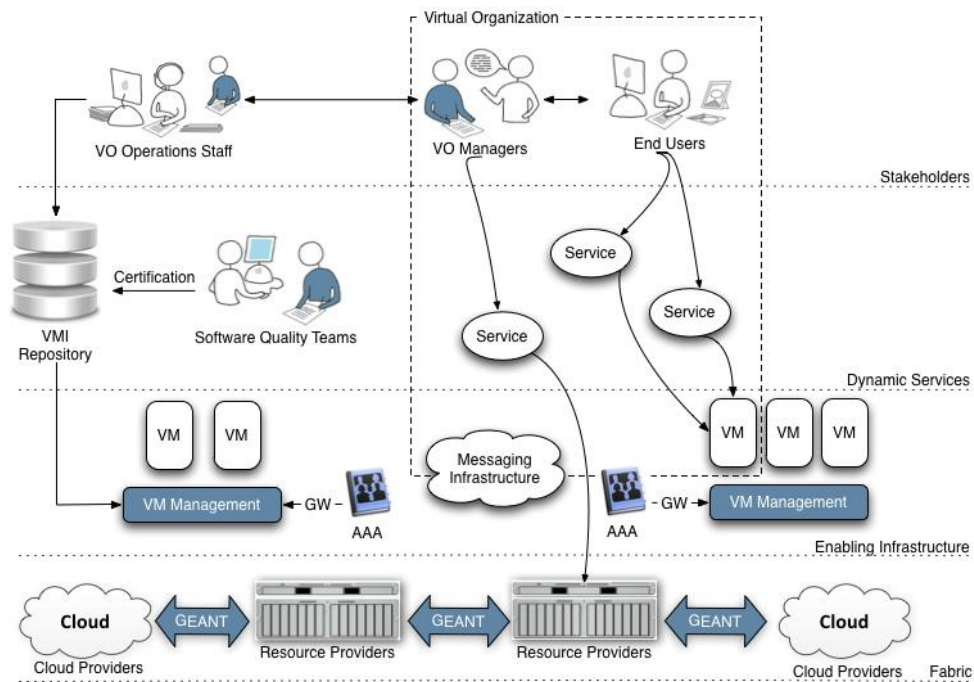 Virtual Organization
VO Operations Staff
VO Managers
End Users
Stakeholders
Service
Certification
Service
VMI
Repository
Software Quality Teams
Service
Dynamic Services
VM
VM
VM
VM
VM
Messaging
Infrastructure
VM Management
GW
AAA
AAA
GW
VM Management
Enabling Infrastructure
Cloud
GEANT
GEANT
GEANT
Cloud
Cloud Providers
Resource Providers
Resource Providers
Cloud Providers
Fabric